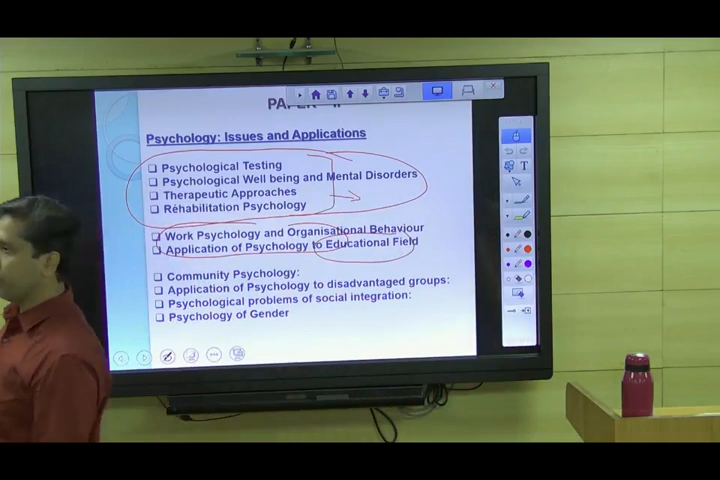 Psychology: Issues and Applications
❑ Psychological Testing
❑ Psychological Well being and Mental Disorders
❑ Therapeutic Approaches
❑ Rehabilitation Psychology
❑ Work Psychology and Organisational Behaviour
❑ Application of Psychology to Educational Field
❑ Community Psychology:
❑ Application of Psychology to disadvantaged groups:
❑ Psychological problems of social integration:
❑ Psychology of Gender
T